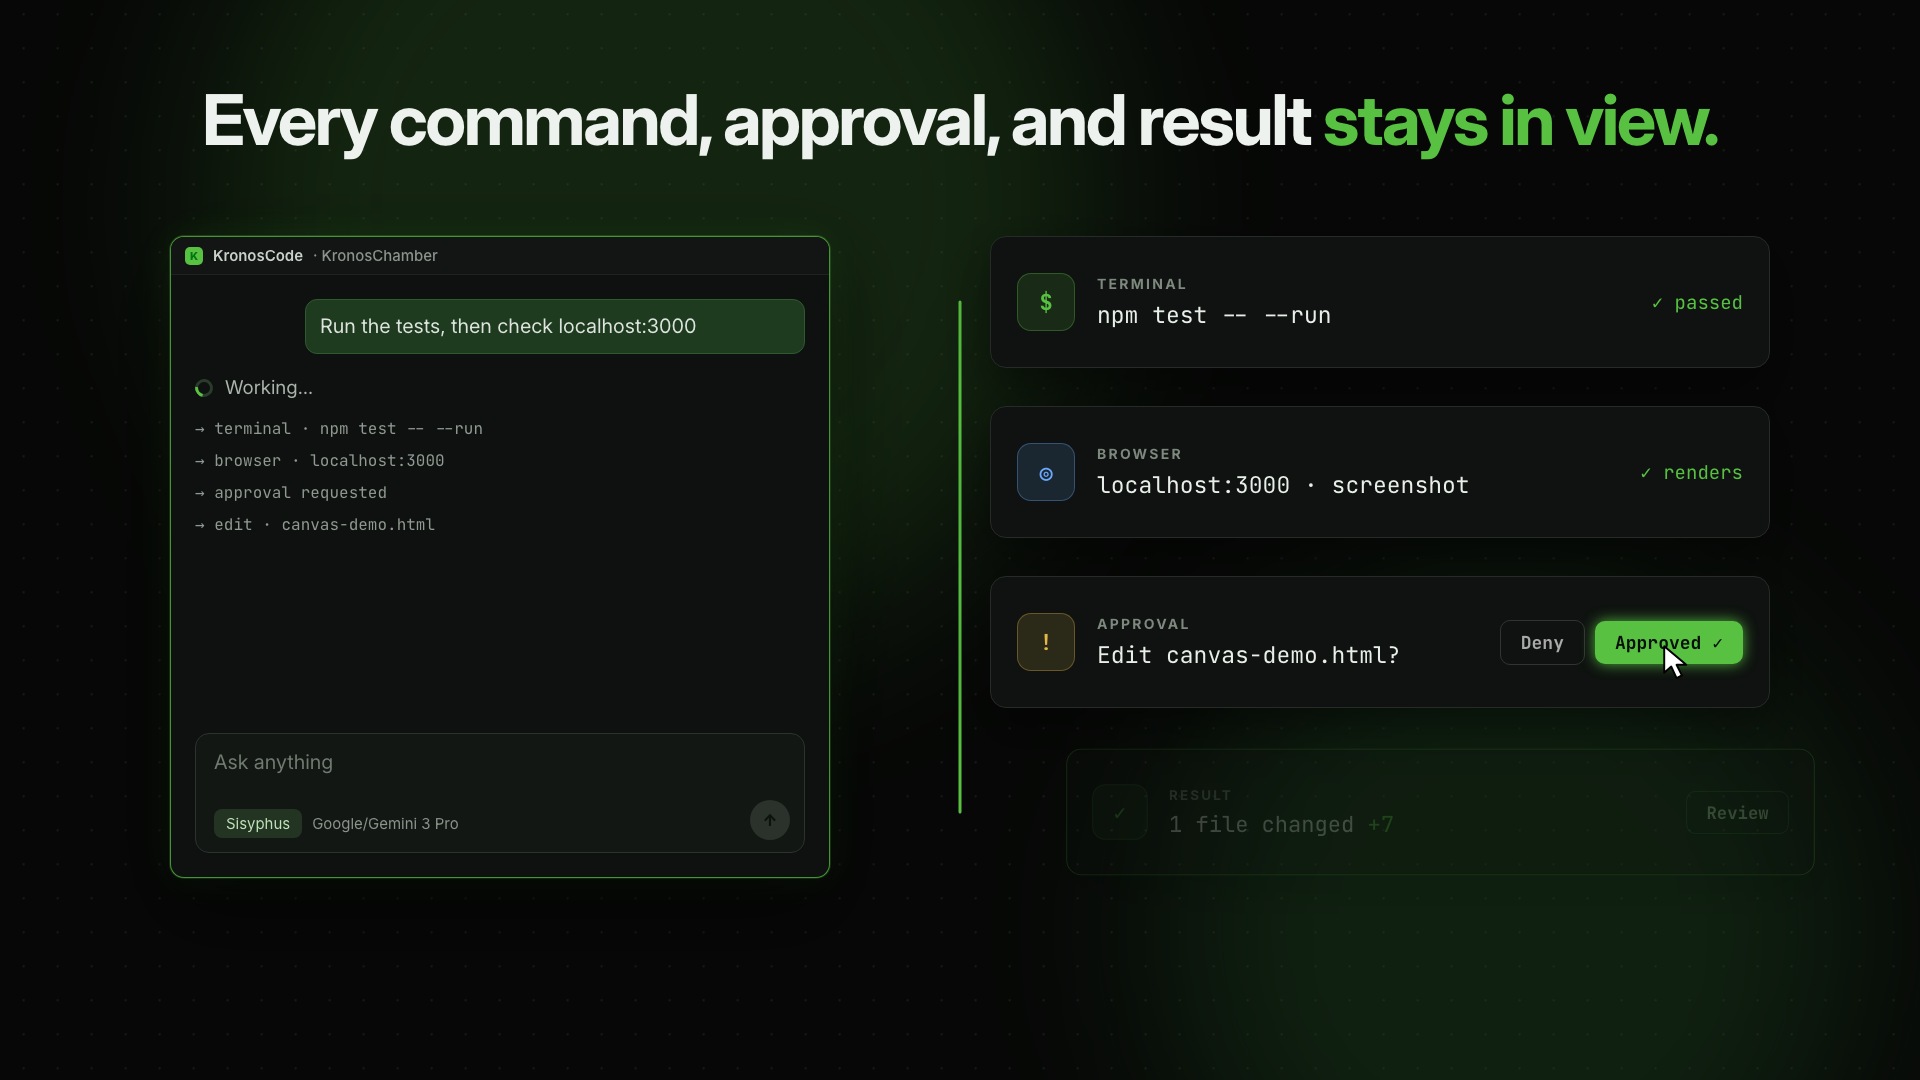 Every command, approval, and result stays in view.
K KronosCode · KronosChamber
Run the tests, then check localhost:3000
Working...
→ terminal · npm test -- --run
→ browser · localhost:3000
→ approval requested
→ edit · canvas-demo.html
Ask anything
Sisyphus Google/Gemini 3 Pro
$ TERMINAL
npm test -- --run
✓ passed
BROWSER
localhost:3000 · screenshot
✓ renders
! APPROVAL
Edit canvas-demo.html?
Deny Approved ✓
✓ RESULT
1 file changed +7
Review